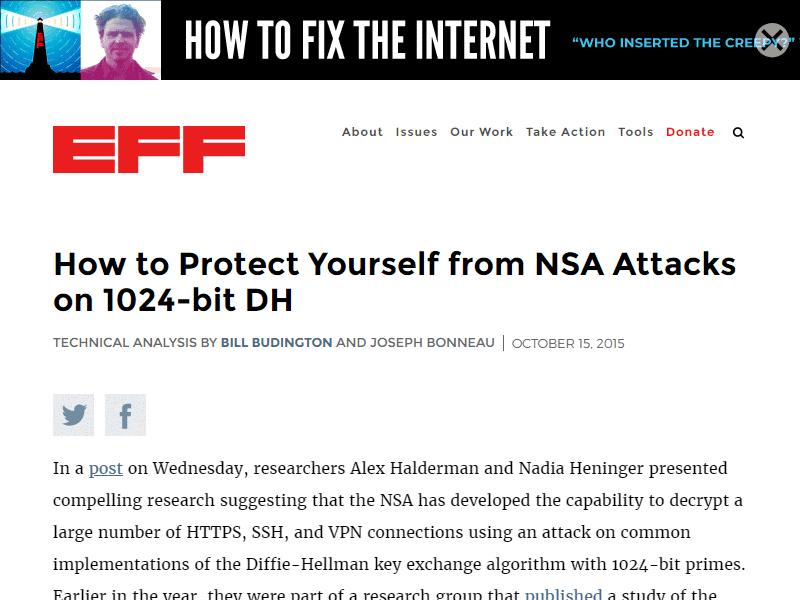 HOW TO FIX THE INTERNET
“WHO INSERTED THE CREEPY?”
EFF
About Issues Our Work Take Action Tools Donate
How to Protect Yourself from NSA Attacks
on 1024-bit DH
TECHNICAL ANALYSIS BY BILL BUDINGTON AND JOSEPH BONNEAU | OCTOBER 15, 2015
In a post on Wednesday, researchers Alex Halderman and Nadia Heninger presented
compelling research suggesting that the NSA has developed the capability to decrypt a
large number of HTTPS, SSH, and VPN connections using an attack on common
implementations of the Diffie-Hellman key exchange algorithm with 1024-bit primes.
Earlier in the year, they were part of a research group that published a study of the